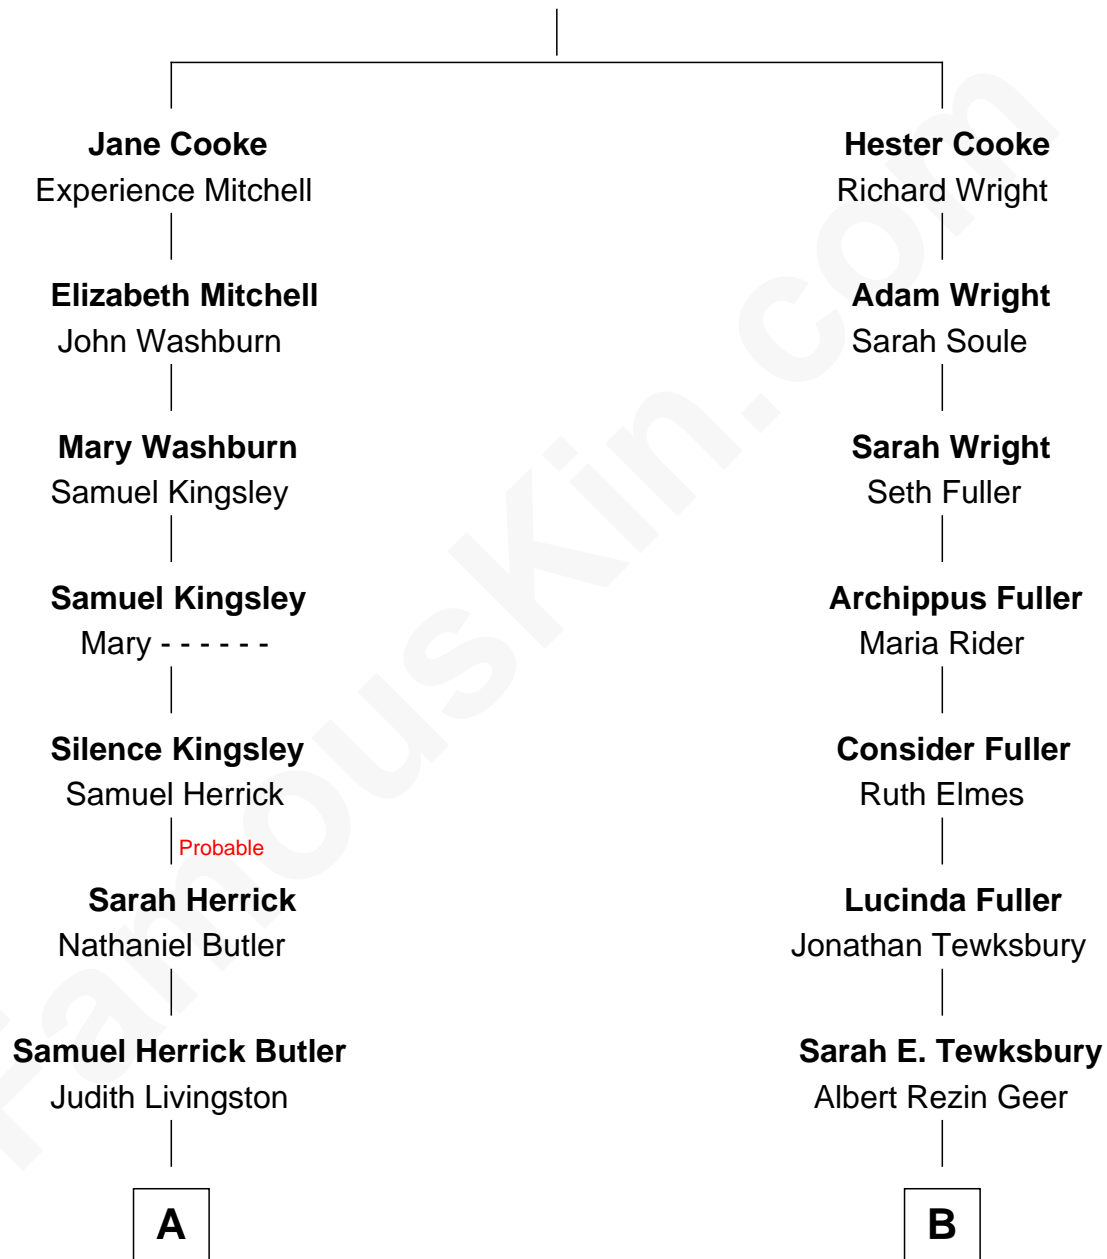 Jane Cooke
Experience Mitchell
Hester Cooke
Richard Wright
Elizabeth Mitchell
John Washburn
Adam Wright
Sarah Soule
Mary Washburn
Samuel Kingsley
Sarah Wright
Seth Fuller
Samuel Kingsley
Mary - - - - - -
Archippus Fuller
Maria Rider
Silence Kingsley
Samuel Herrick
Consider Fuller
Ruth Elmes
Probable
Sarah Herrick
Nathaniel Butler
Lucinda Fuller
Jonathan Tewksbury
Samuel Herrick Butler
Judith Livingston
Sarah E. Tewksbury
Albert Rezin Geer
A
B
FamousKin.com